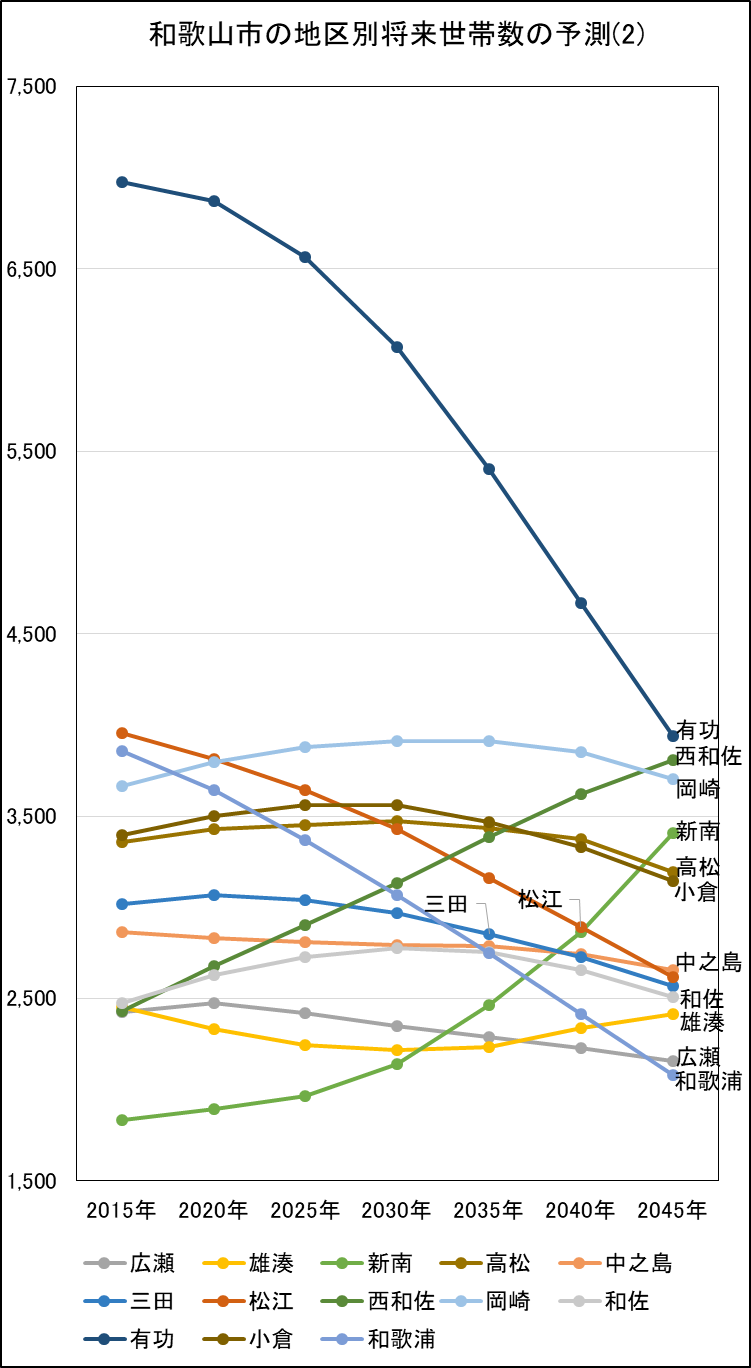 和歌山市の地区別将来世帯数の予測(2)
7,500
6,500
5,500
4,500
3,500
2,500
1,500
有功
西和佐
岡崎
新南
高松
小倉
三田
松江
中之島
和佐
雄湊
広瀬
和歌浦
2015年 2020年 2025年 2030年 2035年 2040年 2045年
広瀬 雄湊 新南 高松 中之島
三田 松江 西和佐 岡崎 和佐
有功 小倉 和歌浦